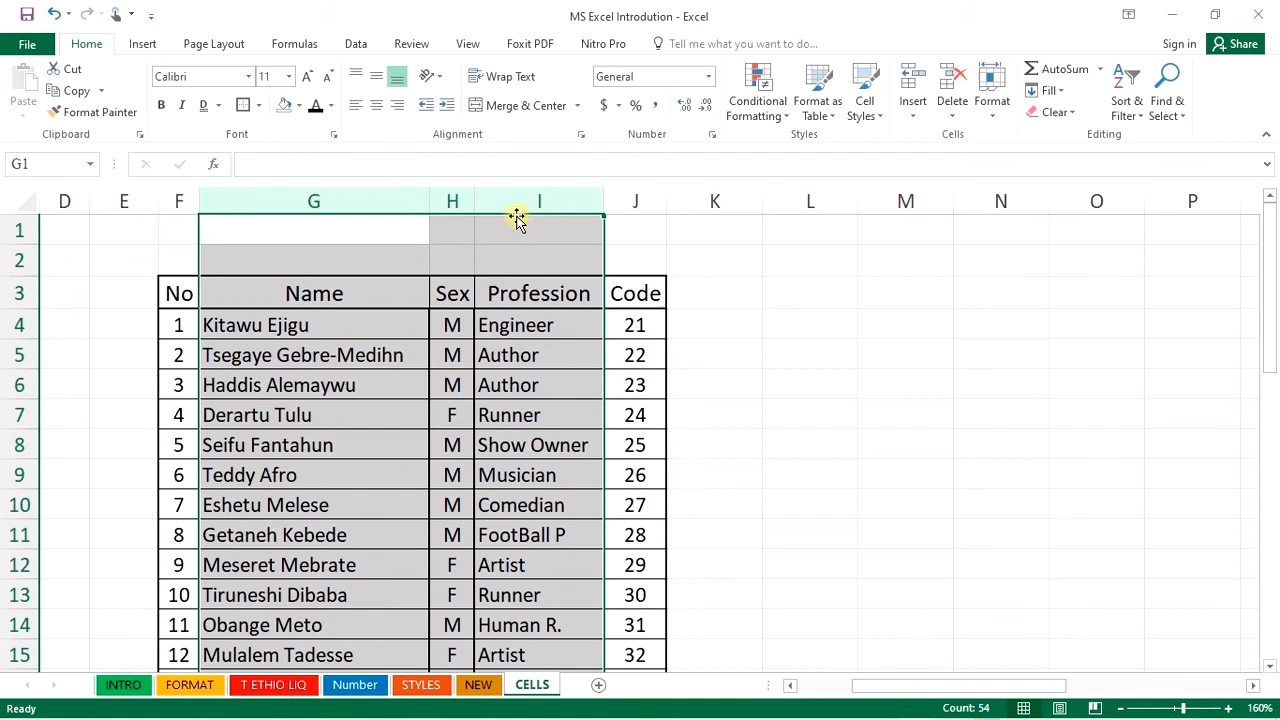 MS Excel Introdution - Excel
File Home Insert Page Layout Formulas Data Review View Foxit PDF Nitro Pro Tell me what you want to do... Sign in Share
Paste Cut Copy Format Painter Clipboard
Calibri 11 A A B I D A Font
Wrap Text Merge & Center Alignment
General $ % , Number
Conditional Formatting Format as Table Cell Styles Styles
Insert Delete Format Cells
AutoSum Fill Clear Sort & Filter Find & Select Editing
G1 fx
D E F G H I J K L M N O P
1
2
3 No Name Sex Profession Code
4 1 Kitawu Ejigu M Engineer 21
5 2 Tsegaye Gebre-Medihn M Author 22
6 3 Haddis Alemaywu M Author 23
7 4 Derartu Tulu F Runner 24
8 5 Seifu Fantahun M Show Owner 25
9 6 Teddy Afro M Musician 26
10 7 Eshetu Melese M Comedian 27
11 8 Getaneh Kebede M FootBall P 28
12 9 Meseret Mebrate F Artist 29
13 10 Tiruneshi Dibaba F Runner 30
14 11 Obange Meto M Human R. 31
15 12 Mulalem Tadesse F Artist 32
INTRO FORMAT T ETHIO LIQ Number STYLES NEW CELLS
Ready Count: 54 160%